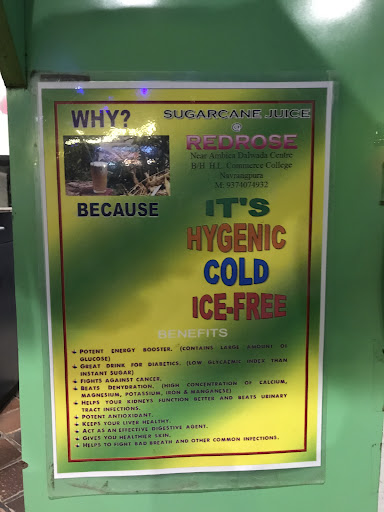 WHY?
SUGARCANE JUICE
@
REDROSE
Near Ambica Dalwada Centre
B/H H.L. Commerce College
Navrangpura
M: 9374074932
BECAUSE
IT'S
HYGENIC
COLD
ICE-FREE
BENEFITS
POTENT ENERGY BOOSTER. (CONTAINS LARGE AMOUNT OF
GLUCOSE)
GREAT DRINK FOR DIABETICS. (LOW GLYCAEMIC INDEX THAN
INSTANT SUGAR)
FIGHTS AGAINST CANCER.
BEATS DEHYDRATION. (HIGH CONCENTRATION OF CALCIUM,
MAGNESIUM, POTASSIUM, IRON & MANGANESE)
HELPS YOUR KIDNEYS FUNCTION BETTER AND BEATS URINARY
TRACT INFECTIONS.
POTENT ANTIOXIDANT.
KEEPS YOUR LIVER HEALTHY.
ACT AS AN EFFECTIVE DIGESTIVE AGENT.
GIVES YOU HEALTHIER SKIN.
HELPS TO FIGHT BAD BREATH AND OTHER COMMON INFECTIONS.